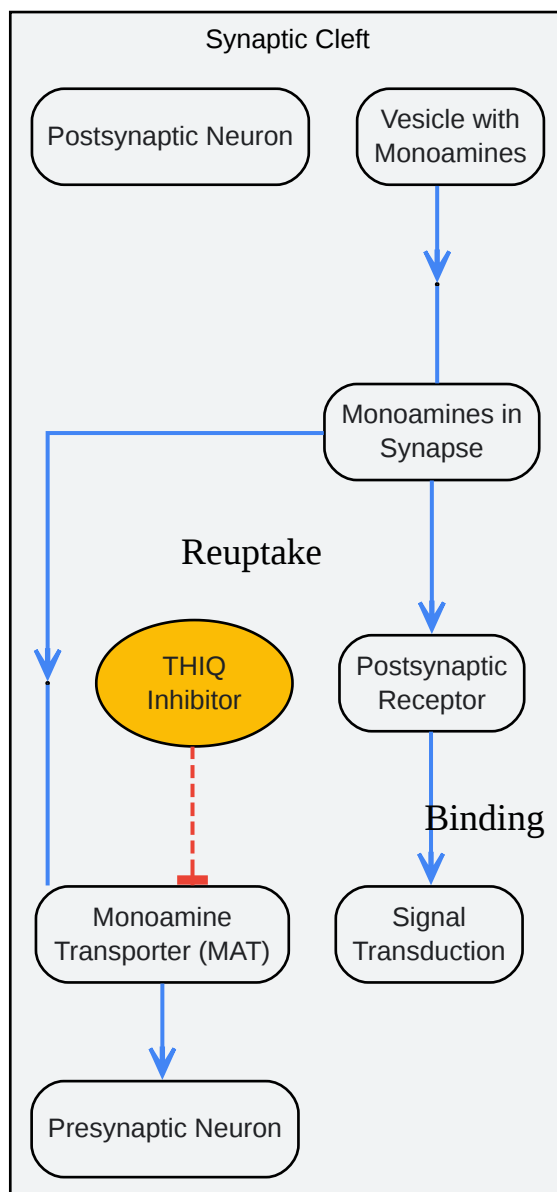 Synaptic Cleft
Postsynaptic Neuron
Vesicle with
Monoamines
Monoamines in
Synapse
Reuptake
THIQ
Inhibitor
Postsynaptic
Receptor
Binding
Monoamine
Transporter (MAT)
Signal
Transduction
Presynaptic Neuron